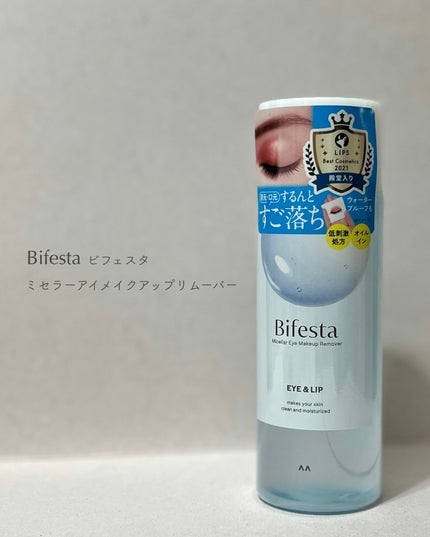 Bifesta ビフェスタ
ミセラーアイメイクアップリムーバー
LIPS
Best Cosmetics
2021
殿堂入り
目元・口元 するんと
すご落ち
ウォーター
プルーフも
低刺激
処方
オイル
イン
Bifesta
Micellar Eye Makeup Remover
EYE & LIP
makes your skin
clean and moisturized